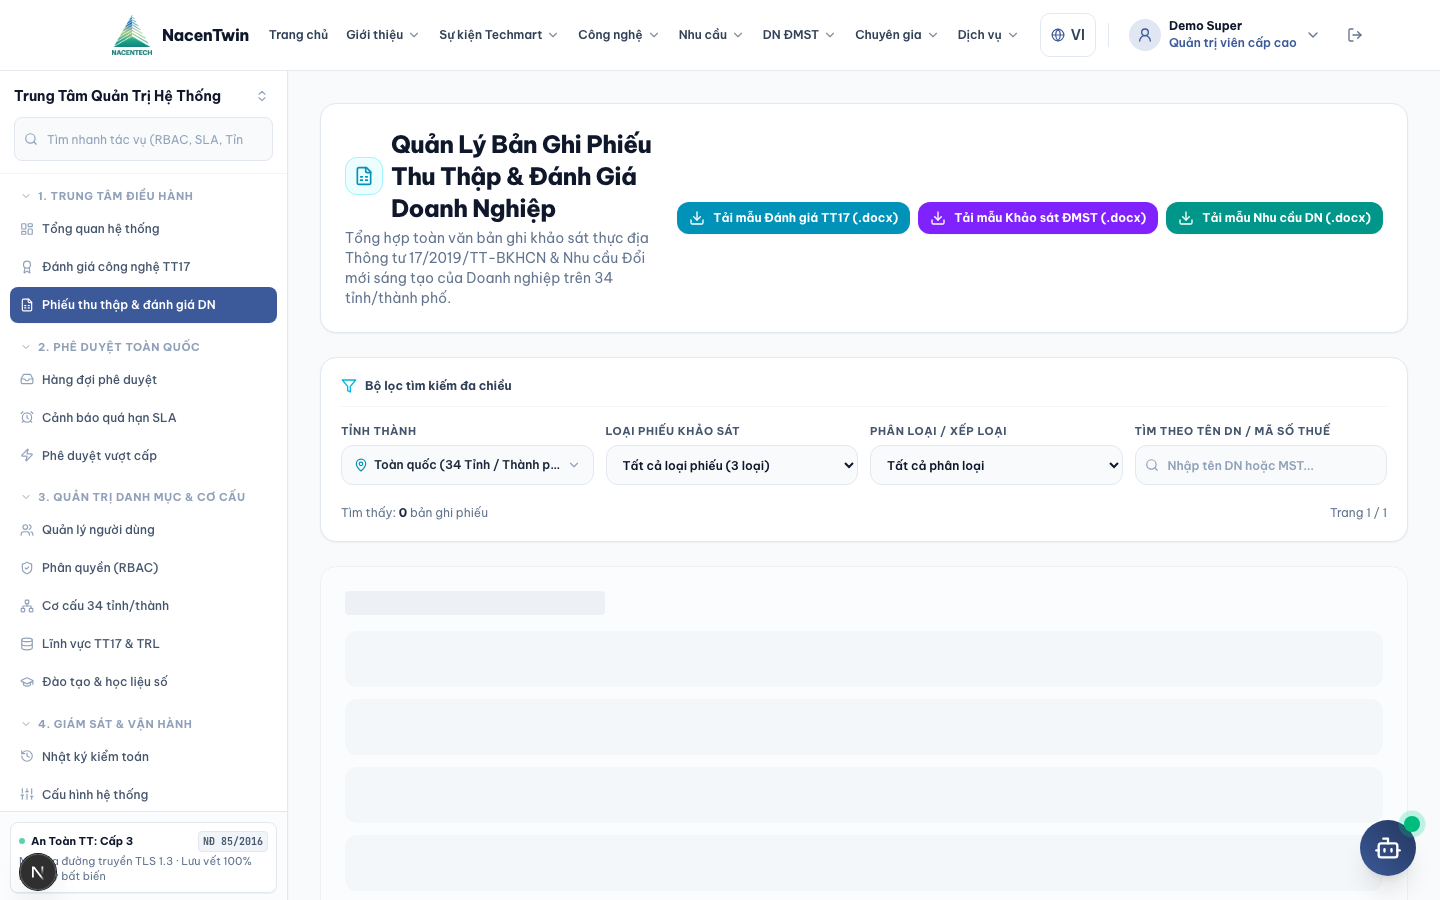 NACENTECH
NacenTwin
Trang chủ
Giới thiệu
Sự kiện Techmart
Công nghệ
Nhu cầu
DN ĐMST
Chuyên gia
Dịch vụ
VI
Demo Super
Quản trị viên cấp cao
Trung Tâm Quản Trị Hệ Thống
Tìm nhanh tác vụ (RBAC, SLA, Tỉn
1. TRUNG TÂM ĐIỀU HÀNH
Tổng quan hệ thống
Đánh giá công nghệ TT17
Phiếu thu thập & đánh giá DN
2. PHÊ DUYỆT TOÀN QUỐC
Hàng đợi phê duyệt
Cảnh báo quá hạn SLA
Phê duyệt vượt cấp
3. QUẢN TRỊ DANH MỤC & CƠ CẤU
Quản lý người dùng
Phân quyền (RBAC)
Cơ cấu 34 tỉnh/thành
Lĩnh vực TT17 & TRL
Đào tạo & học liệu số
4. GIÁM SÁT & VẬN HÀNH
Nhật ký kiểm toán
Cấu hình hệ thống
An Toàn TT: Cấp 3
NĐ 85/2016
đường truyền TLS 1.3 · Lưu vết 100%
bất biến
N
Quản Lý Bản Ghi Phiếu
Thu Thập & Đánh Giá
Doanh Nghiệp
Tổng hợp toàn văn bản ghi khảo sát thực địa
Thông tư 17/2019/TT-BKHCN & Nhu cầu Đổi
mới sáng tạo của Doanh nghiệp trên 34
tỉnh/thành phố.
Tải mẫu Đánh giá TT17 (.docx)
Tải mẫu Khảo sát ĐMST (.docx)
Tải mẫu Nhu cầu DN (.docx)
Bộ lọc tìm kiếm đa chiều
TỈNH THÀNH
LOẠI PHIẾU KHẢO SÁT
PHÂN LOẠI / XẾP LOẠI
TÌM THEO TÊN DN / MÃ SỐ THUẾ
Toàn quốc (34 Tỉnh / Thành p...
Tất cả loại phiếu (3 loại)
Tất cả phân loại
Nhập tên DN hoặc MST...
Tìm thấy: 0 bản ghi phiếu
Trang 1 / 1